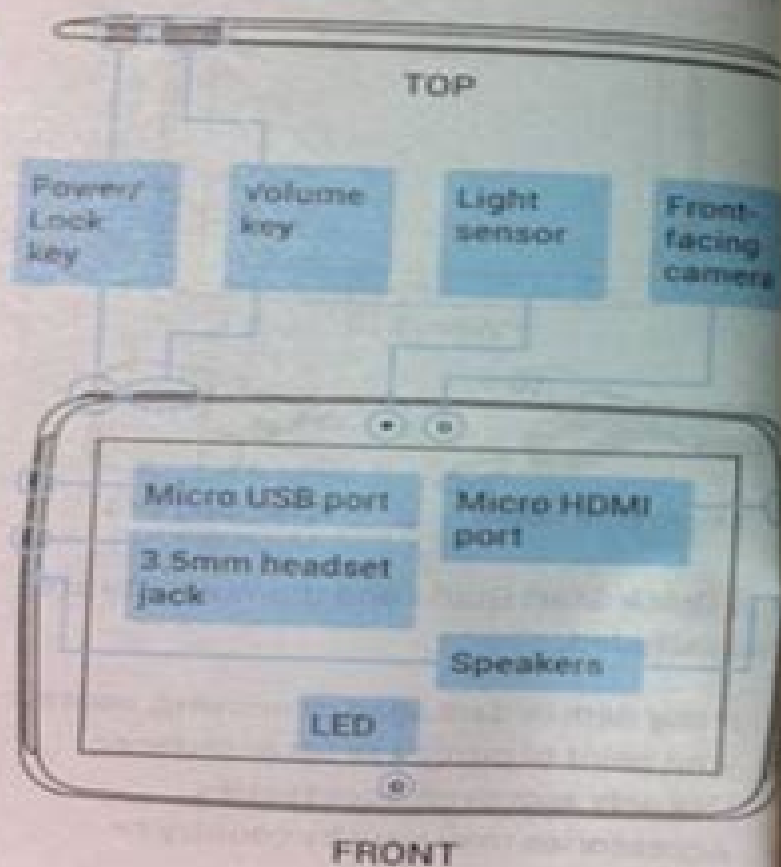 TOP
Power/
Lock
key
Volume
key
Light
sensor
Front-
facing
camera
Micro USB port
Micro HDMI
port
3.5mm headset
jack
Speakers
LED
FRONT